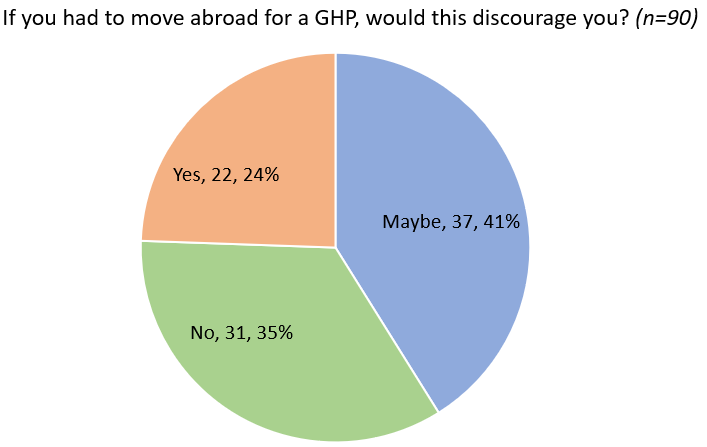 If you had to move abroad for a GHP, would this discourage you? (n=90)
Yes, 22, 24%
Maybe, 37, 41%
No, 31, 35%